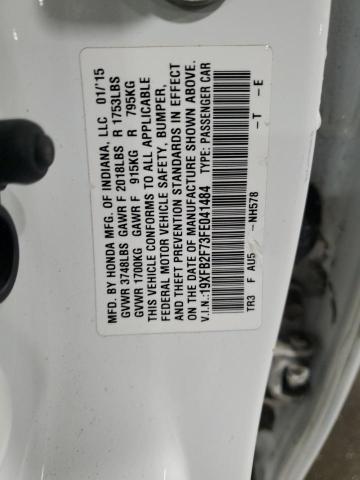 MFD. BY HONDA MFG. OF INDIANA, LLC 01/'15
GVWR 3748LBS GAWR F 2018LBS R 1753LBS
GVWR 1700KG GAWR F 915KG R 795KG
THIS VEHICLE CONFORMS TO ALL APPLICABLE
FEDERAL MOTOR VEHICLE SAFETY, BUMPER,
AND THEFT PREVENTION STANDARDS IN EFFECT
ON THE DATE OF MANUFACTURE SHOWN ABOVE.
V.I.N.:19XFB2F73FE041484 TYPE: PASSENGER CAR
TR3 F AU5 -NH578 -T -E